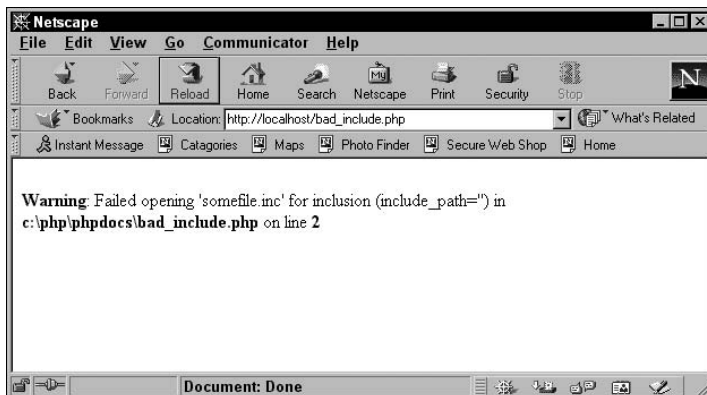 Netscape
File Edit View Go Communicator Help
Back Forward Reload Home Search Netscape Print Security Stop
My
N
Bookmarks Location: http://localhost/bad_include.php What's Related
Instant Message Catagories Maps Photo Finder Secure Web Shop Home
Warning: Failed opening 'somefile.inc' for inclusion (include_path='') in
c:\php\phpdocs\bad_include.php on line 2
Document: Done